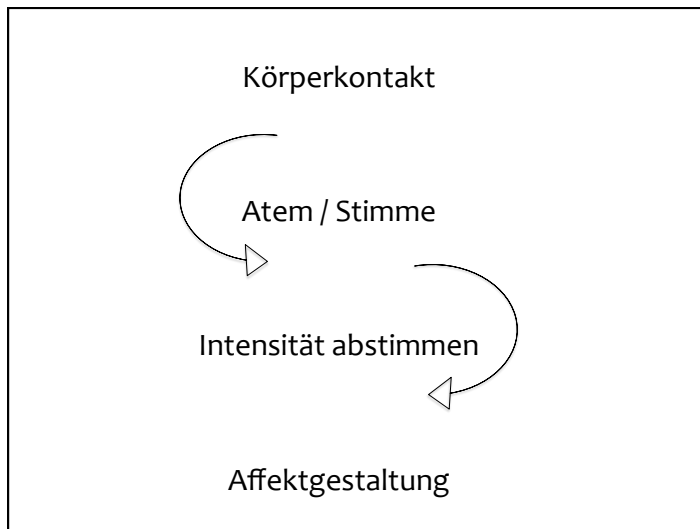 Körperkontakt
Atem / Stimme
Intensität abstimmen
Affektgestaltung